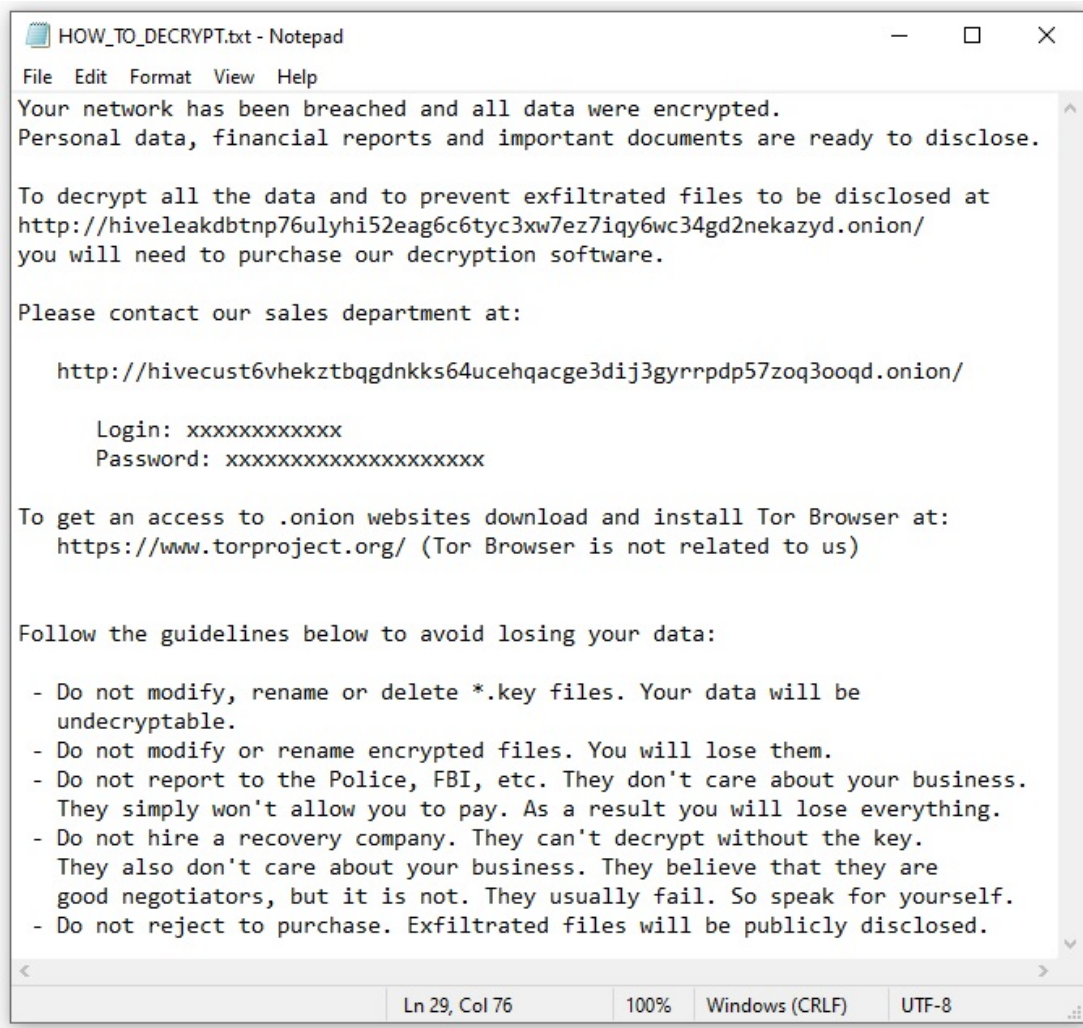 HOW_TO_DECRYPT.txt - Notepad
File Edit Format View Help
Your network has been breached and all data were encrypted.
Personal data, financial reports and important documents are ready to disclose.
To decrypt all the data and to prevent exfiltrated files to be disclosed at
http://hiveleakdbtnp76ulyhi52eag6c6tyc3xw7ez7iqy6wc34gd2nekazyd.onion/
you will need to purchase our decryption software.
Please contact our sales department at:
http://hivecust6vhekztbqgdnkks64ucehqacge3dij3gyrrpdp57zoq3ooqd.onion/
Login: xxxxxxxxxxxx
Password: xxxxxxxxxxxxxxxxxxxx
To get an access to .onion websites download and install Tor Browser at:
https://www.torproject.org/ (Tor Browser is not related to us)
Follow the guidelines below to avoid losing your data:
- Do not modify, rename or delete *.key files. Your data will be
undecryptable.
- Do not modify or rename encrypted files. You will lose them.
- Do not report to the Police, FBI, etc. They don't care about your business.
They simply won't allow you to pay. As a result you will lose everything.
- Do not hire a recovery company. They can't decrypt without the key.
They also don't care about your business. They believe that they are
good negotiators, but it is not. They usually fail. So speak for yourself.
- Do not reject to purchase. Exfiltrated files will be publicly disclosed.
Ln 29, Col 76 100% Windows (CRLF) UTF-8